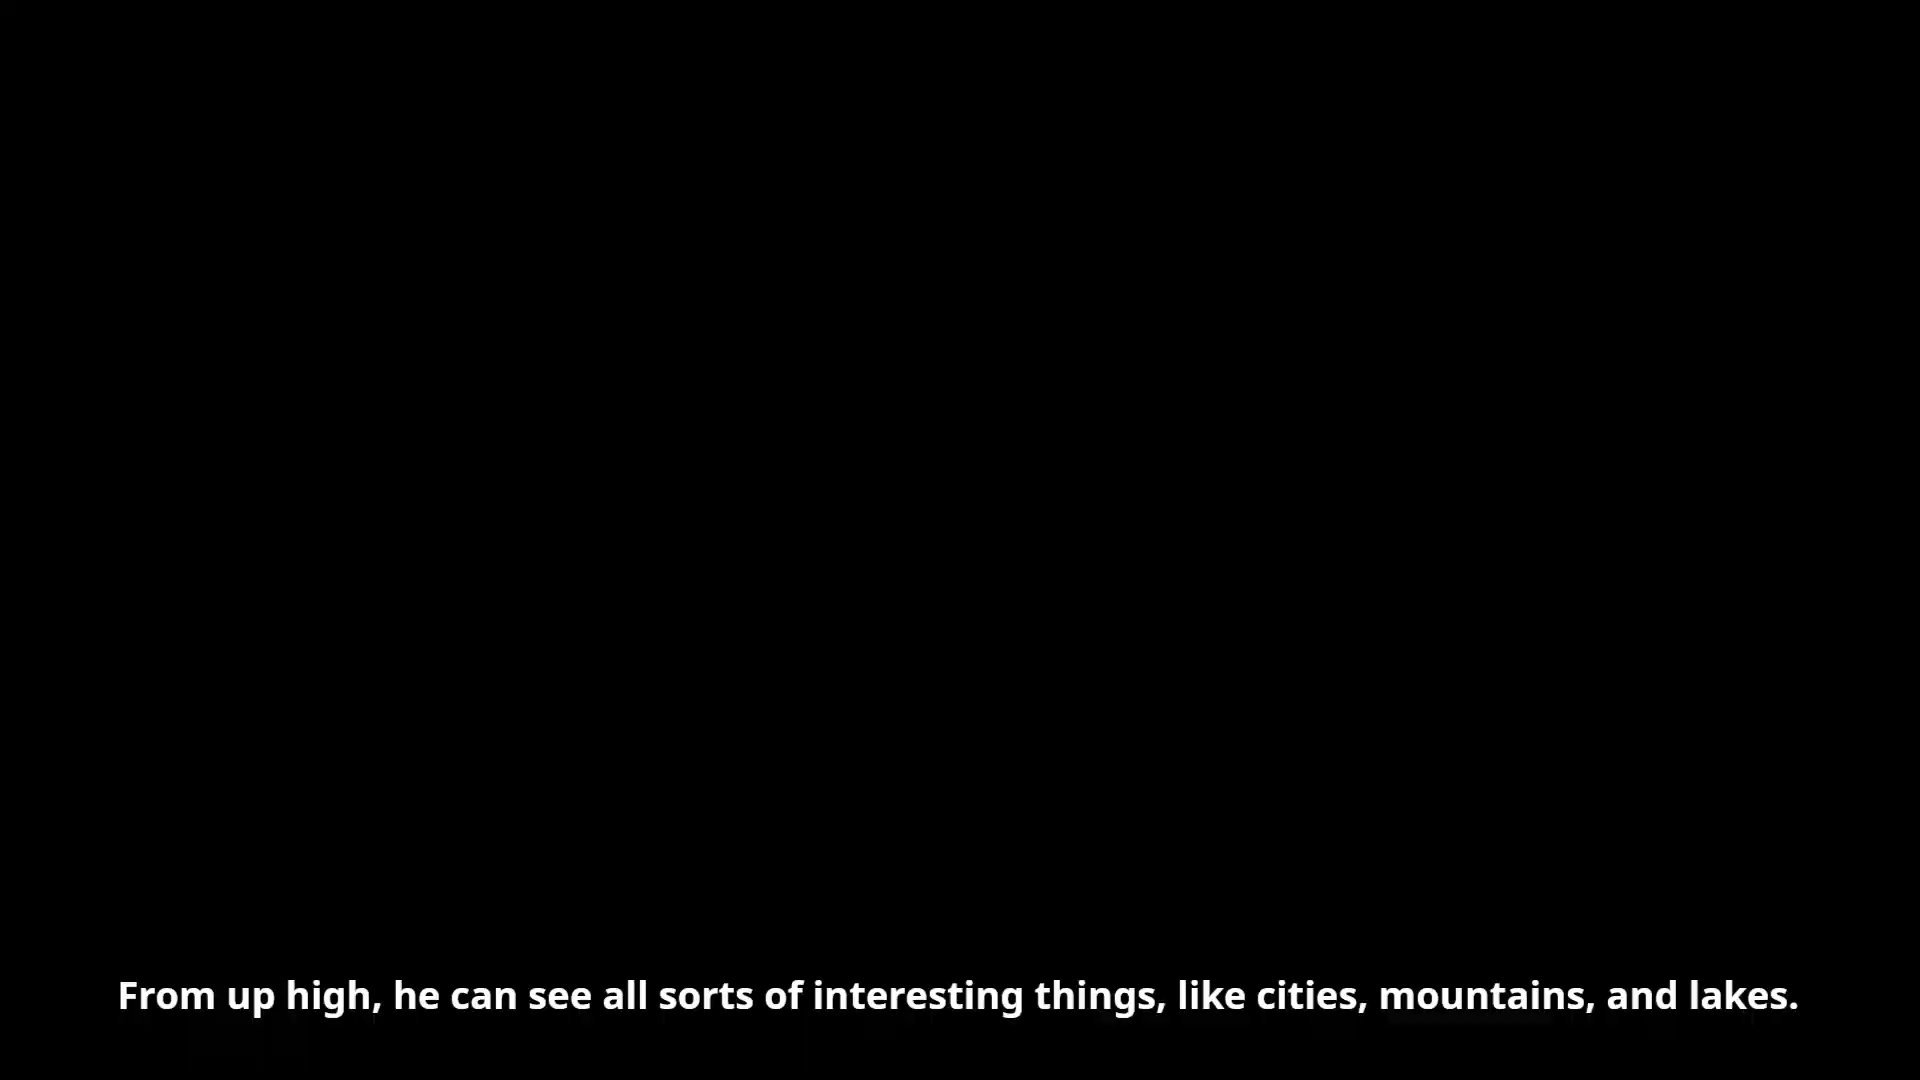 From up high, he can see all sorts of interesting things, like cities, mountains, and lakes.